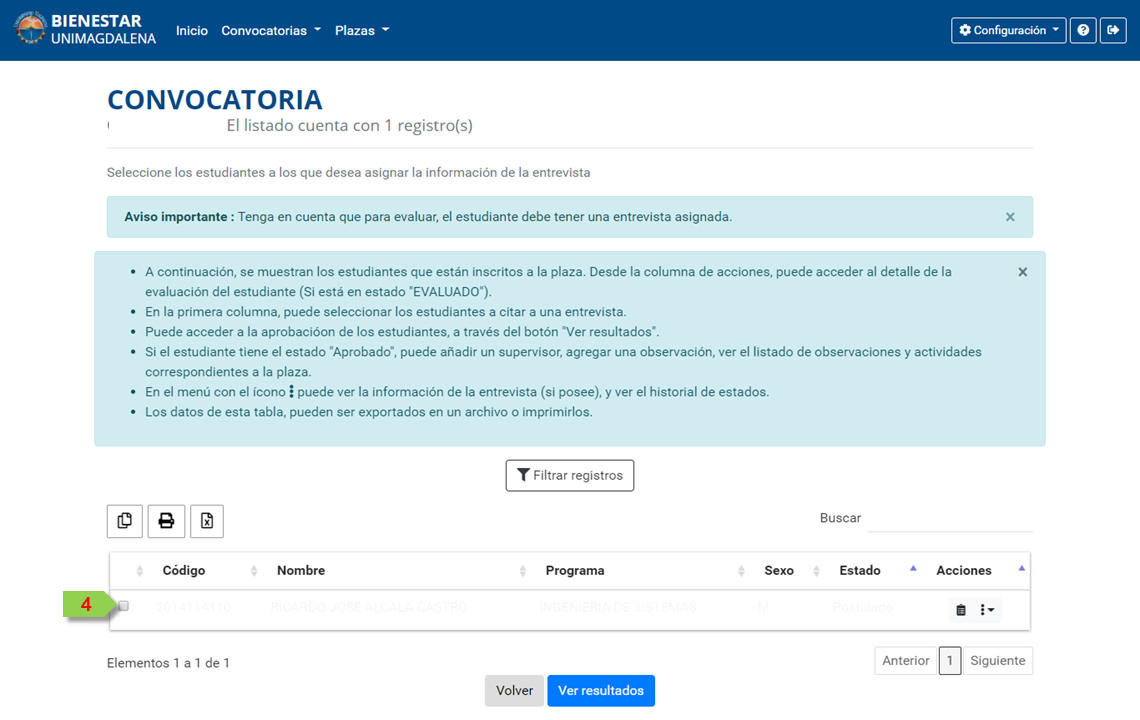 BIENESTAR
UNIMAGDALENA
Inicio Convocatorias Plazas
Configuración
CONVOCATORIA
El listado cuenta con 1 registro(s)
Seleccione los estudiantes a los que desea asignar la información de la entrevista
Aviso importante : Tenga en cuenta que para evaluar, el estudiante debe tener una entrevista asignada. ×
A continuación, se muestran los estudiantes que están inscritos a la plaza. Desde la columna de acciones, puede acceder al detalle de la ×
evaluación del estudiante (Si está en estado "EVALUADO").
En la primera columna, puede seleccionar los estudiantes a citar a una entrevista.
Puede acceder a la aprobacióon de los estudiantes, a través del botón "Ver resultados".
Si el estudiante tiene el estado "Aprobado", puede añadir un supervisor, agregar una observación, ver el listado de observaciones y actividades
correspondientes a la plaza.
En el menú con el ícono puede ver la información de la entrevista (si posee), y ver el historial de estados.
Los datos de esta tabla, pueden ser exportados en un archivo o imprimirlos.
Filtrar registros
Buscar
Código Nombre Programa Sexo Estado Acciones
4 2014114110 RICARDO JOSE ALCALA CASTRO INGENIERIA DE SISTEMAS M Postulado
Elementos 1 a 1 de 1
Anterior 1 Siguiente
Volver Ver resultados